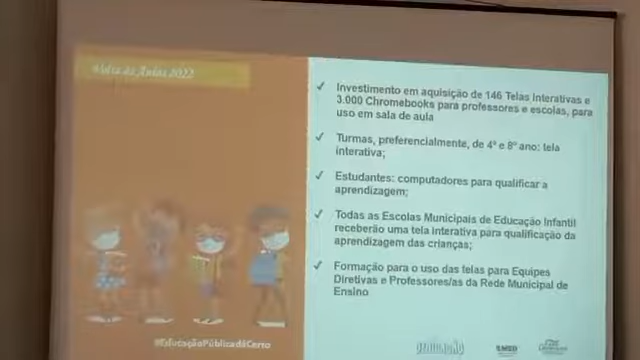 Volta às Aulas 2022
✓ Investimento em aquisição de 146 Telas Interativas e
3.000 Chromebooks para professores e escolas, para
uso em sala de aula
✓ Turmas, preferencialmente, de 4º e 8º ano: tela
interativa;
✓ Estudantes: computadores para qualificar a
aprendizagem;
✓ Todas as Escolas Municipais de Educação Infantil
receberão uma tela interativa para qualificação da
aprendizagem das crianças;
✓ Formação para o uso das telas para Equipes
Diretivas e Professores/as da Rede Municipal de
Ensino
#EducaçãoPúblicadáCerto
SMED